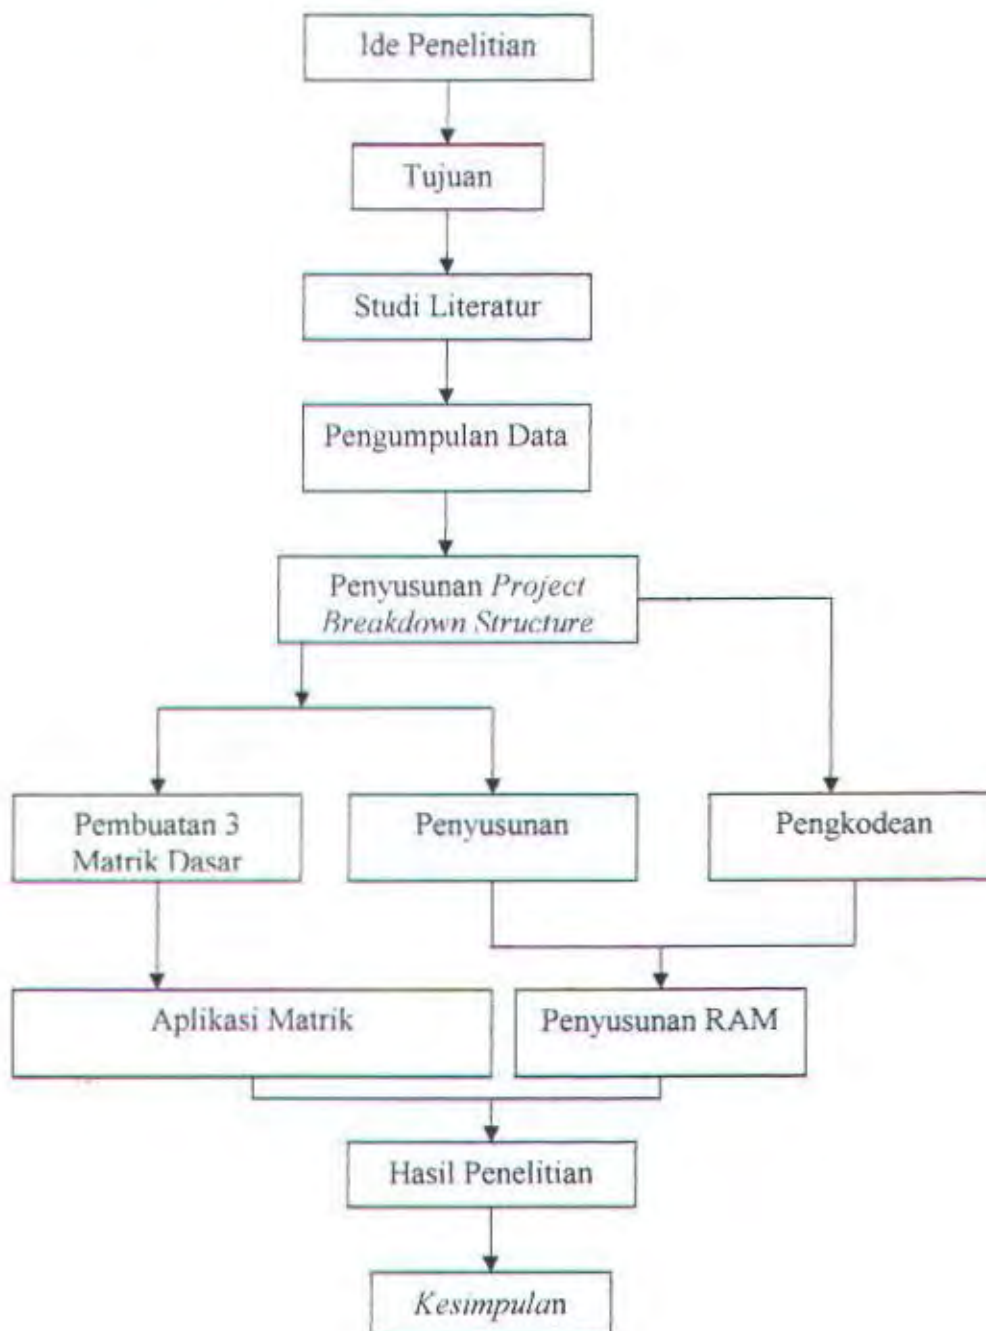 Ide Penelitian
Tujuan
Studi Literatur
Pengumpulan Data
Penyusunan Project
Breakdown Structure
Pembuatan 3
Matrik Dasar
Penyusunan
Pengkodean
Aplikasi Matrik
Penyusunan RAM
Hasil Penelitian
Kesimpulan